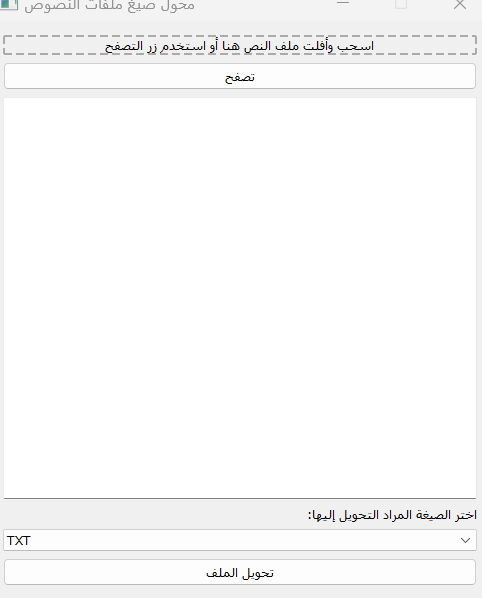 محول صيغ ملفات النصوص
اسحب وأفلت ملف النص هنا أو استخدم زر التصفح
تصفح
اختر الصيغة المراد التحويل إليها:
TXT
تحويل الملف